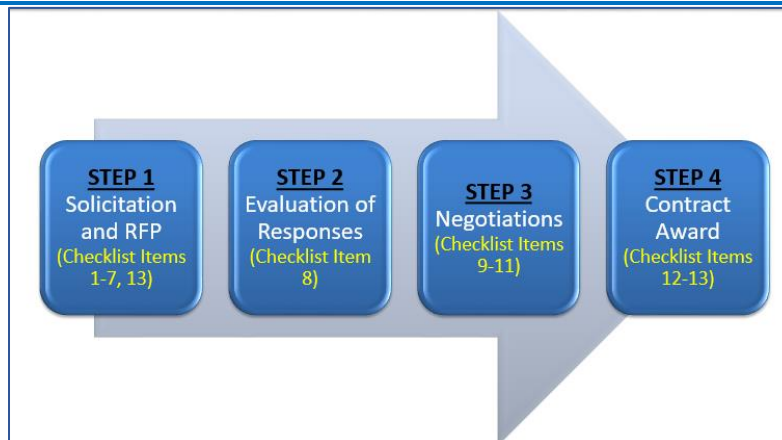 STEP 1
Solicitation
and RFP
(Checklist Items
1-7, 13)
STEP 2
Evaluation of
Responses
(Checklist Item
8)
STEP 3
Negotiations
(Checklist Items
9-11)
STEP 4
Contract
Award
(Checklist Items
12-13)